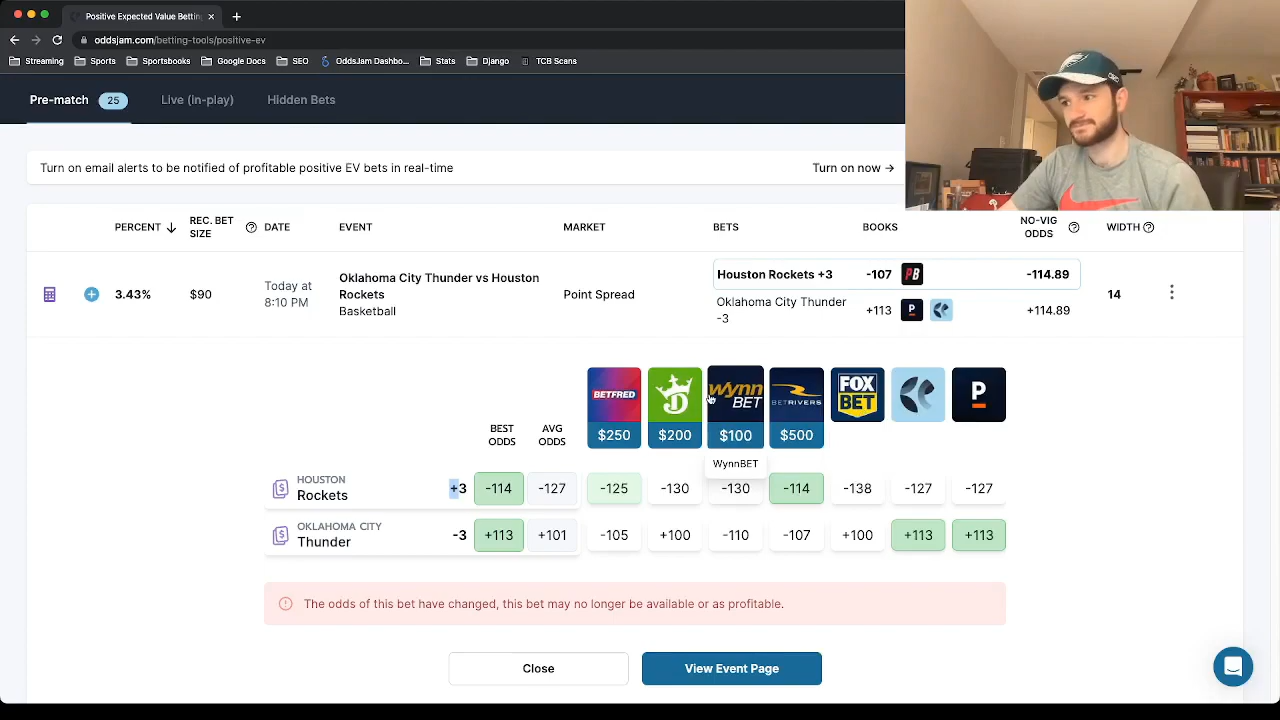 Positive Expected Value Betting
oddsjam.com/betting-tools/positive-ev
Streaming Sports Sportsbooks Google Docs SEO OddsJam Dashbo... Stats Django TCB Scans
Pre-match 25 Live (In-play) Hidden Bets
Turn on email alerts to be notified of profitable positive EV bets in real-time Turn on now →
PERCENT REC. BET SIZE DATE EVENT MARKET BETS BOOKS NO-VIG ODDS WIDTH
3.43% $90 Today at 8:10 PM
Oklahoma City Thunder vs Houston
Rockets
Basketball
Point Spread
Houston Rockets +3 -107 PB -114.89
Oklahoma City Thunder
-3
+113 P +114.89
14
BETFRED WYNN BET BETRIVERS FOX BET P
BEST ODDS AVG ODDS $250 $200 $100 $500
WynnBET
HOUSTON
Rockets +3 -114 -127 -125 -130 -130 -114 -138 -127 -127
OKLAHOMA CITY
Thunder -3 +113 +101 -105 +100 -110 -107 +100 +113 +113
The odds of this bet have changed, this bet may no longer be available or as profitable.
Close View Event Page